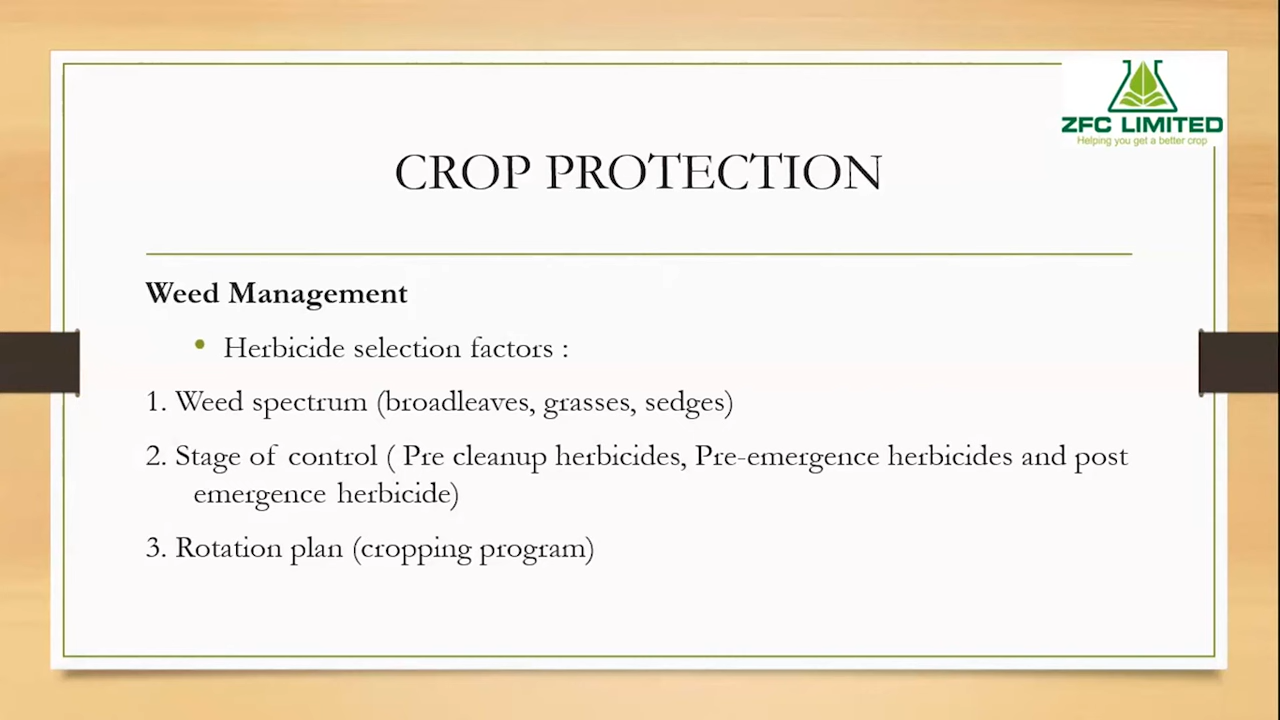 ZFC LIMITED
Helping you get a better crop
CROP PROTECTION
Weed Management
• Herbicide selection factors :
1. Weed spectrum (broadleaves, grasses, sedges)
2. Stage of control ( Pre cleanup herbicides, Pre-emergence herbicides and post
emergence herbicide)
3. Rotation plan (cropping program)